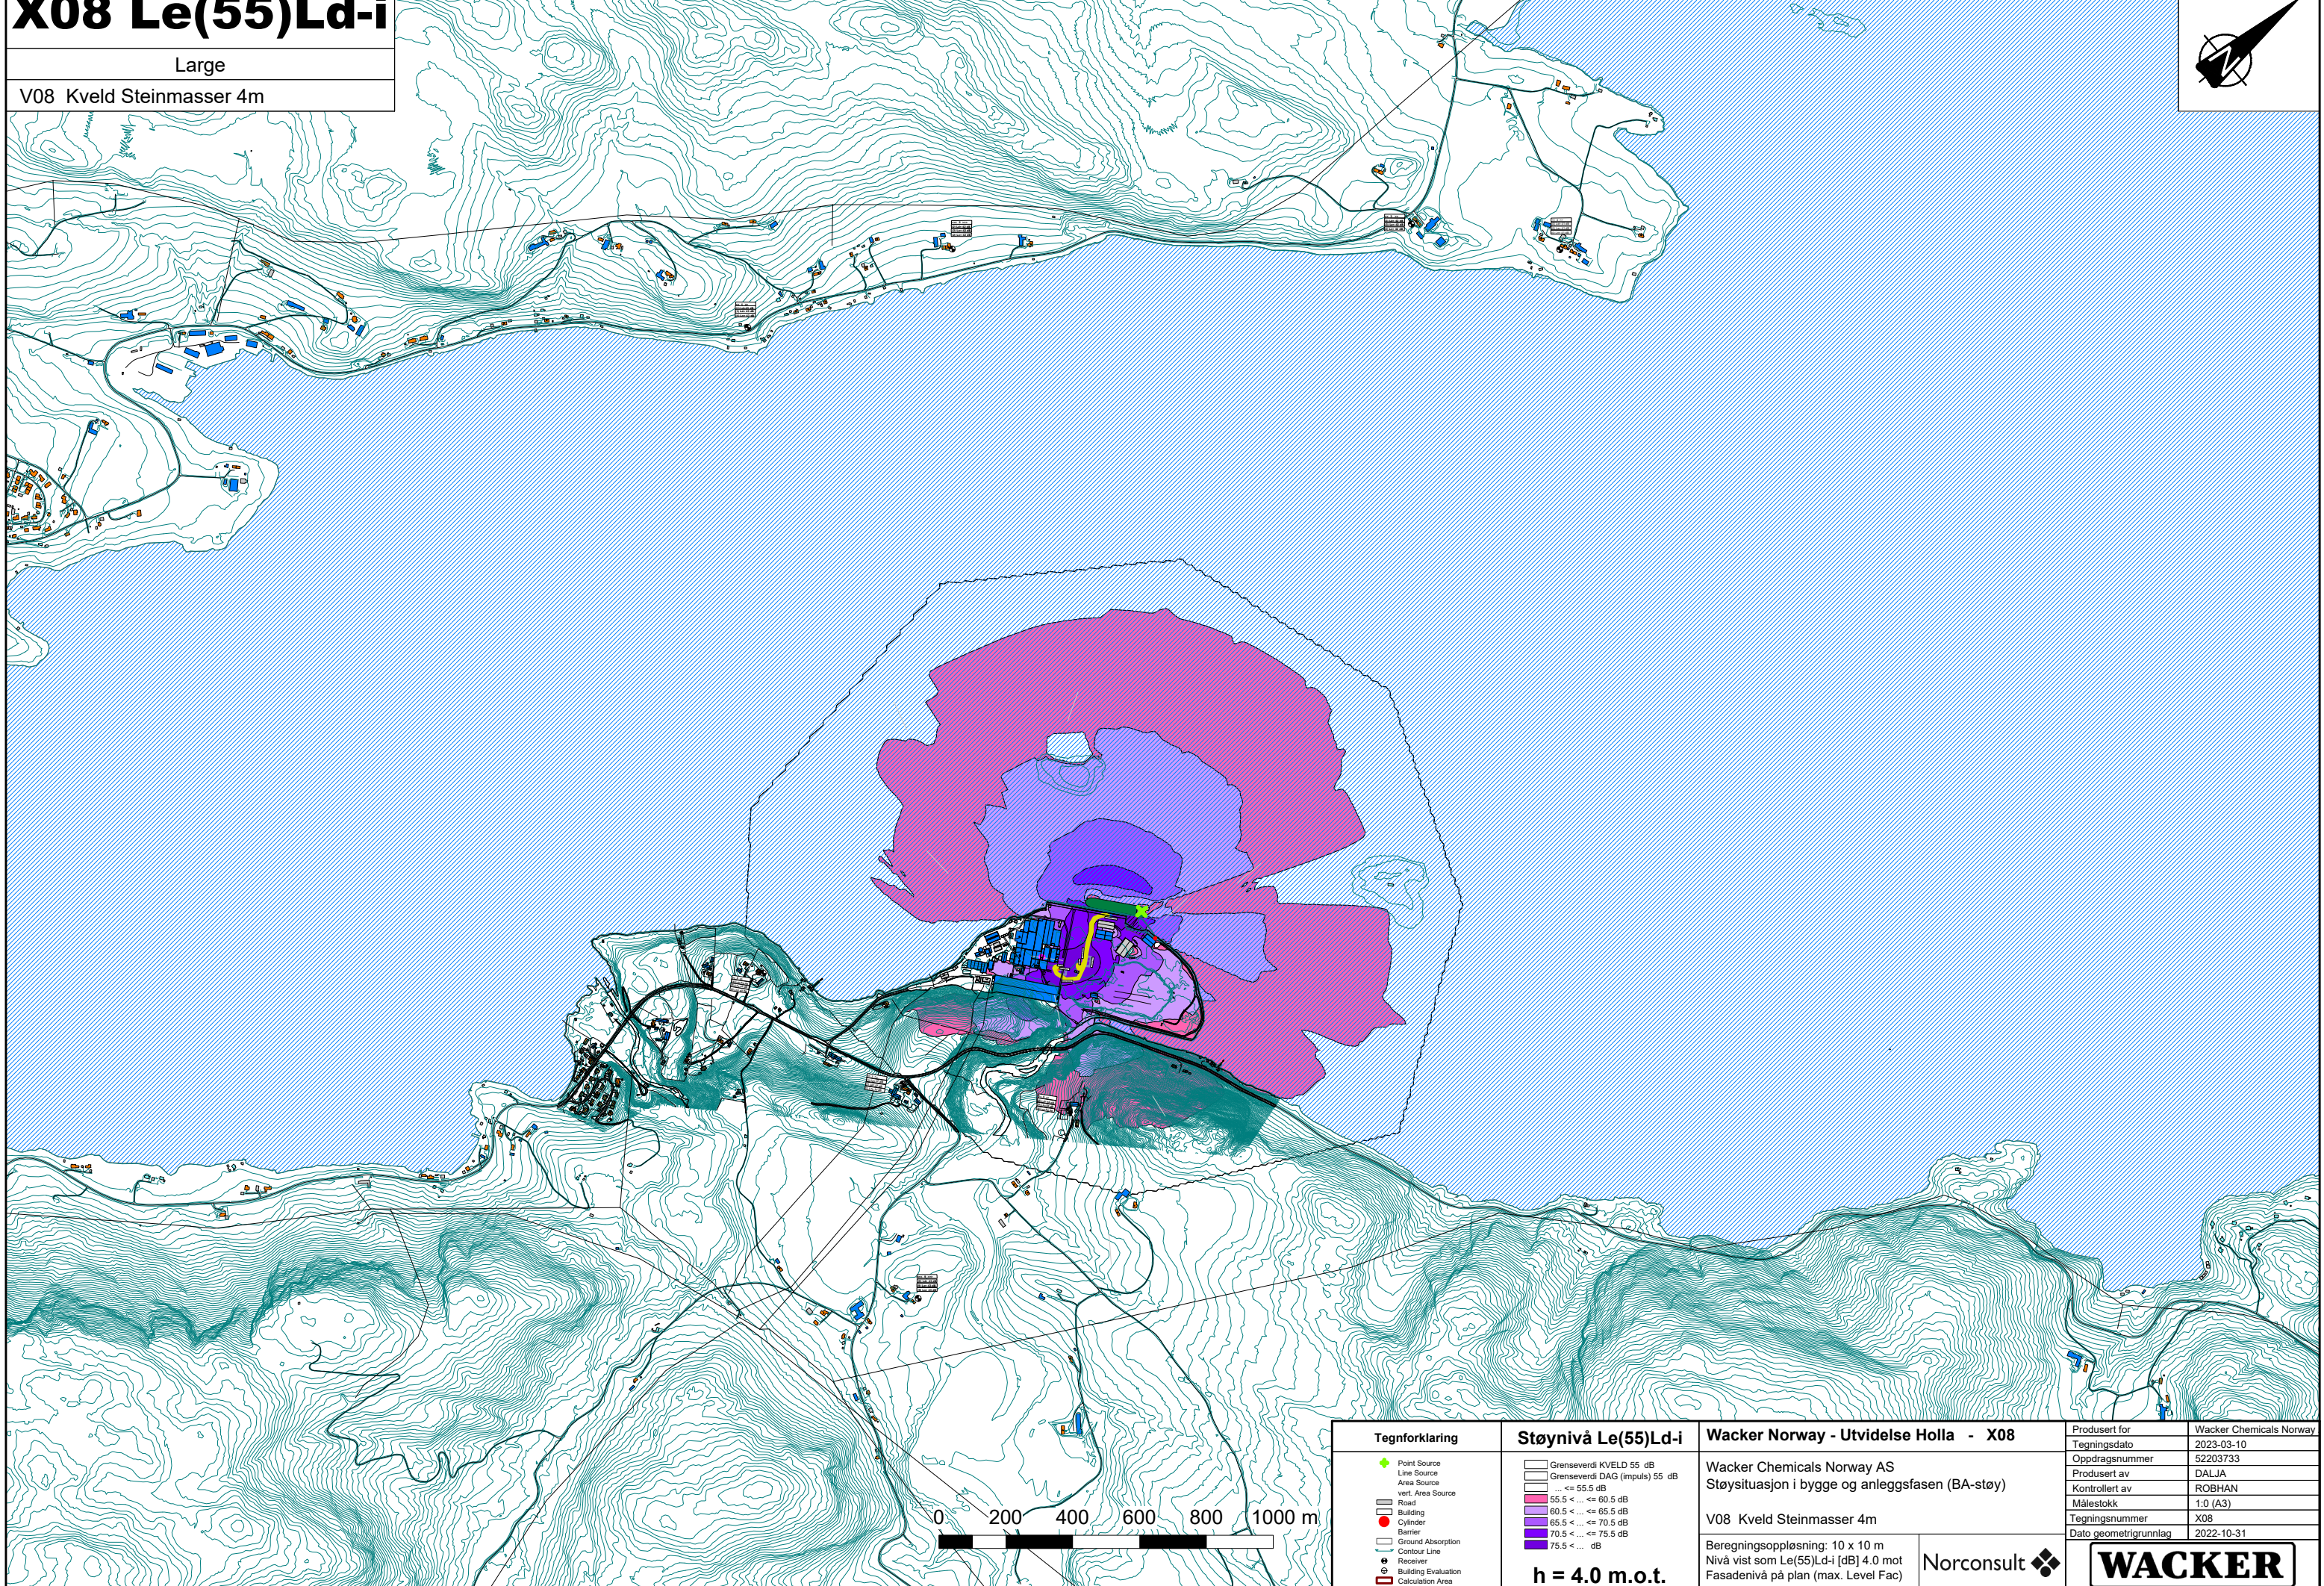 X08 Le(55)Ld-i
Large
V08 Kveld Steinmasser 4m
0 200 400 600 800 1000 m
Tegnforklaring
Point Source
Line Source
Area Source
vert. Area Source
Road
Building
Cylinder
Barrier
Ground Absorption
Contour Line
Receiver
Building Evaluation
Calculation Area
Støynivå Le(55)Ld-i
Grenseverdi KVELD 55 dB
Grenseverdi DAG (impuls) 55 dB
... <= 55.5 dB
55.5 < ... <= 60.5 dB
60.5 < ... <= 65.5 dB
65.5 < ... <= 70.5 dB
70.5 < ... <= 75.5 dB
75.5 < ... dB
h = 4.0 m.o.t.
Wacker Norway - Utvidelse Holla - X08
Wacker Chemicals Norway AS
Støysituasjon i bygge og anleggsfasen (BA-støy)
V08 Kveld Steinmasser 4m
Beregningsoppløsning: 10 x 10 m
Nivå vist som Le(55)Ld-i [dB] 4.0 mot
Fasadenivå på plan (max. Level Fac)
Norconsult
Produsert for Wacker Chemicals Norway
Tegningsdato 2023-03-10
Oppdragsnummer 52203733
Produsert av DALJA
Kontrollert av ROBHAN
Målestokk 1:0 (A3)
Tegningsnummer X08
Dato geometrigrunnlag 2022-10-31
WACKER